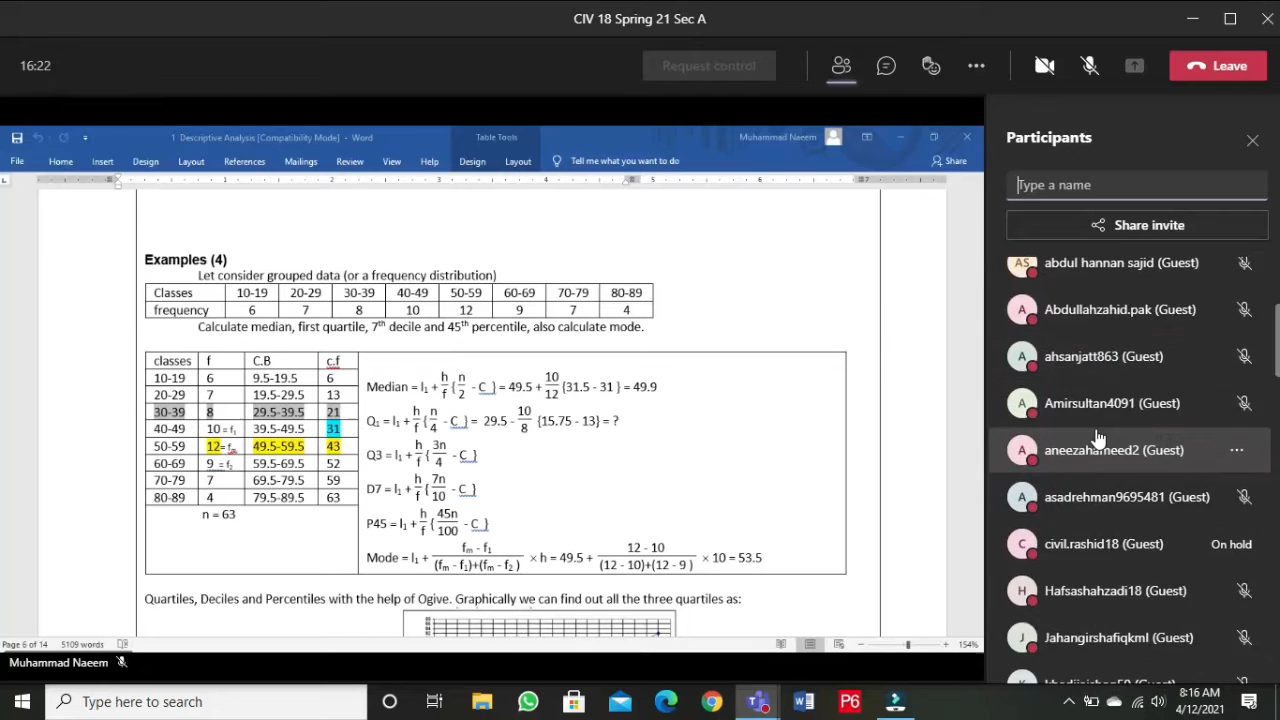 CIV 18 Spring 21 Sec A
16:22
Request control
Leave
1 Descriptive Analysis [Compatibility Mode] - Word
Table Tools
Muhammad Naeem
File Home Insert Design Layout References Mailings Review View Help Design Layout Tell me what you want to do Share
Examples (4)
Let consider grouped data (or a frequency distribution)
Classes 10-19 20-29 30-39 40-49 50-59 60-69 70-79 80-89
frequency 6 7 8 10 12 9 7 4
Calculate median, first quartile, 7th decile and 45th percentile, also calculate mode.
classes f C.B c.f
10-19 6 9.5-19.5 6
20-29 7 19.5-29.5 13
30-39 8 29.5-39.5 21
40-49 10 = f₁ 39.5-49.5 31
50-59 12= fₘ 49.5-59.5 43
60-69 9 = f₂ 59.5-69.5 52
70-79 7 69.5-79.5 59
80-89 4 79.5-89.5 63
n = 63
Median = l₁ + h/f { n/2 - C } = 49.5 + 10/12 {31.5 - 31 } = 49.9
Q₁ = l₁ + h/f { n/4 - C } = 29.5 - 10/8 {15.75 - 13} = ?
Q3 = l₁ + h/f { 3n/4 - C }
D7 = l₁ + h/f { 7n/10 - C }
P45 = l₁ + h/f { 45n/100 - C }
Mode = l₁ + fₘ - f₁/(fₘ - f₁)+(fₘ - f₂ ) × h = 49.5 + 12 - 10/(12 - 10)+(12 - 9 ) × 10 = 53.5
Quartiles, Deciles and Percentiles with the help of Ogive. Graphically we can find out all the three quartiles as:
Page 6 of 14 5109 words
154%
Muhammad Naeem
Participants
Type a name
Share invite
AS abdul hannan sajid (Guest)
A Abdullahzahid.pak (Guest)
A ahsanjatt863 (Guest)
A Amirsultan4091 (Guest)
A aneezahameed2 (Guest)
A asadrehman9695481 (Guest)
C civil.rashid18 (Guest) On hold
H Hafsashahzadi18 (Guest)
J Jahangirshafiqkml (Guest)
Type here to search
P6
8:16 AM
4/12/2021